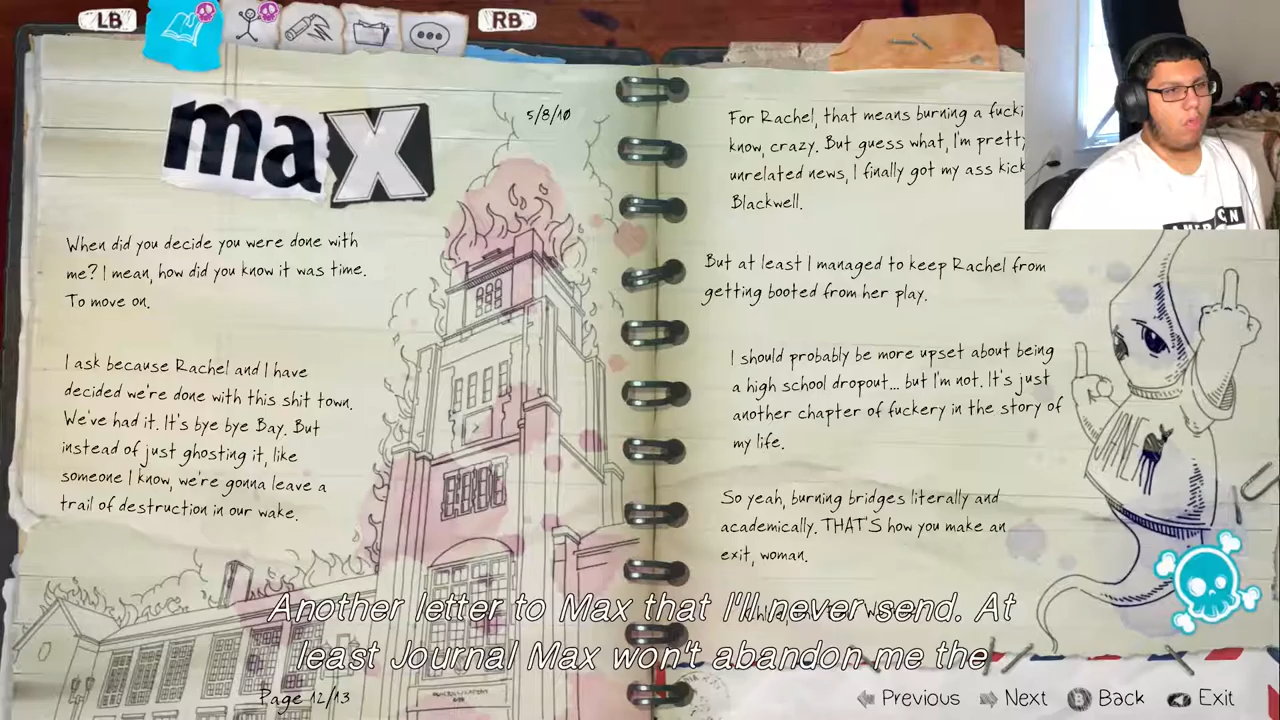 LB
RB
max
5/8/10
When did you decide you were done with
me? I mean, how did you know it was time.
To move on.
I ask because Rachel and I have
decided we're done with this shit town.
We've had it. It's bye bye Bay. But
instead of just ghosting it, like
someone I know, we're gonna leave a
trail of destruction in our wake.
For Rachel, that means burning a fucki
know, crazy. But guess what, I'm pretty
unrelated news, I finally got my ass kick
Blackwell.
But at least I managed to keep Rachel from
getting booted from her play.
I should probably be more upset about being
a high school dropout... but I'm not. It's just
another chapter of fuckery in the story of
my life.
So yeah, burning bridges literally and
academically. THAT'S how you make an
exit, woman.
Another letter to Max that I'll never send. At
least Journal Max won't abandon me the
Page 12/13
Previous
Next
B Back
Exit